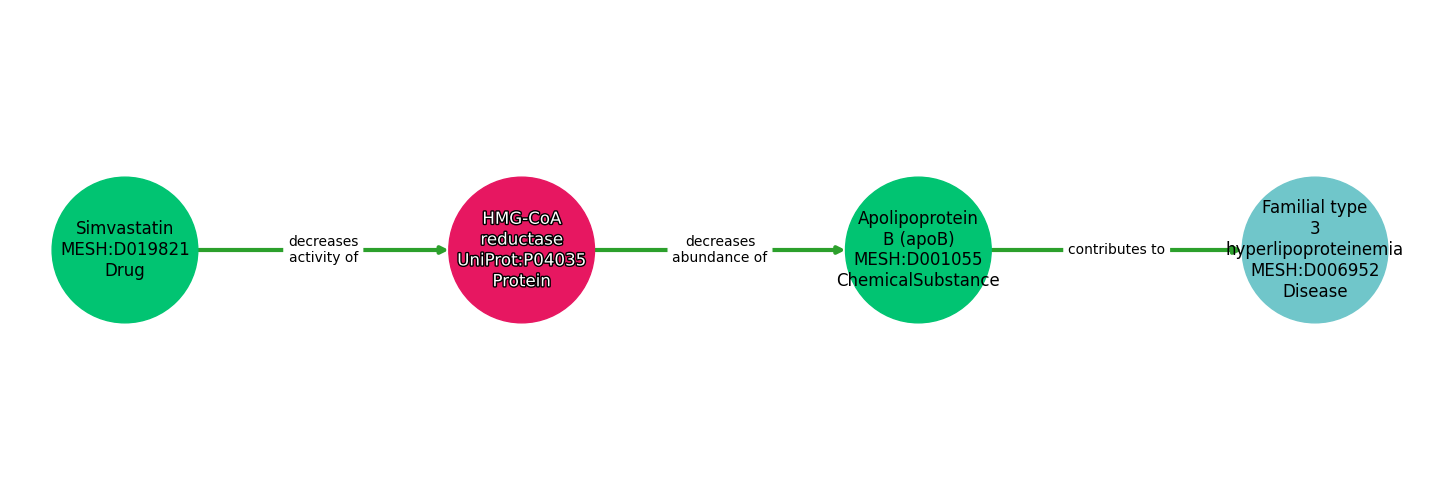 Simvastatin
MESH:D019821
Drug
decreases
activity of
HMG-CoA
reductase
UniProt:P04035
Protein
decreases
abundance of
Apolipoprotein
B (apoB)
MESH:D001055
ChemicalSubstance
contributes to
Familial type
3
hyperlipoproteinemia
MESH:D006952
Disease